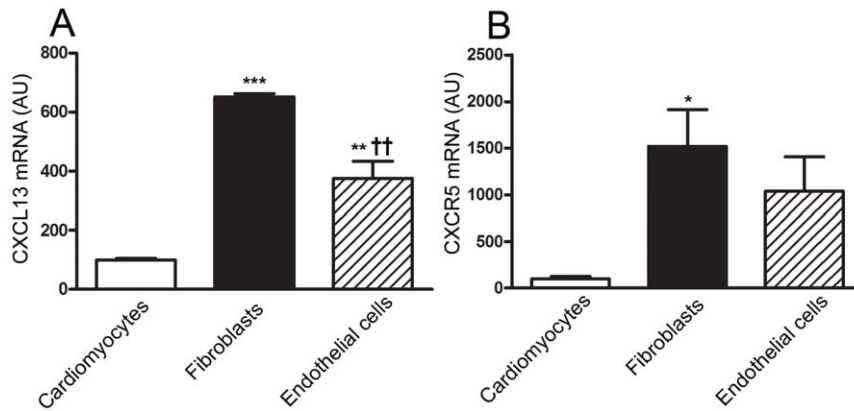 A
CXCL13 mRNA (AU)
800
600
400
200
0
***
** ††
Cardiomyocytes
Fibroblasts
Endothelial cells
B
CXCR5 mRNA (AU)
2500
2000
1500
1000
500
0
*
Cardiomyocytes
Fibroblasts
Endothelial cells